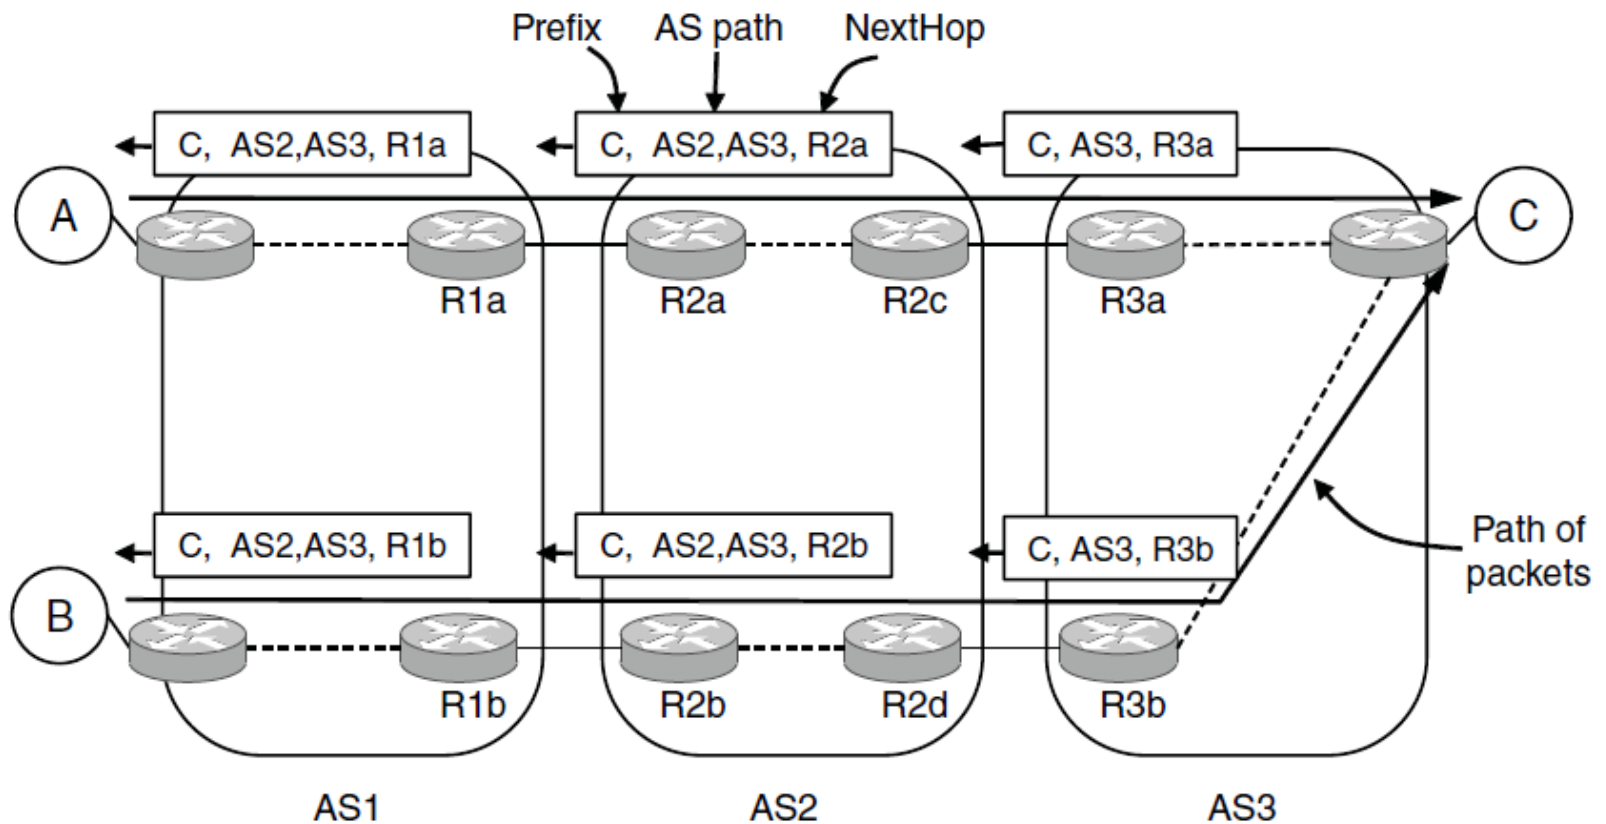 Prefix
AS path
NextHop
C, AS2,AS3, R1a
C, AS2,AS3, R2a
C, AS3, R3a
A
C
R1a
R2a
R2c
R3a
C, AS2,AS3, R1b
C, AS2,AS3, R2b
C, AS3, R3b
Path of
packets
B
R1b
R2b
R2d
R3b
AS1
AS2
AS3